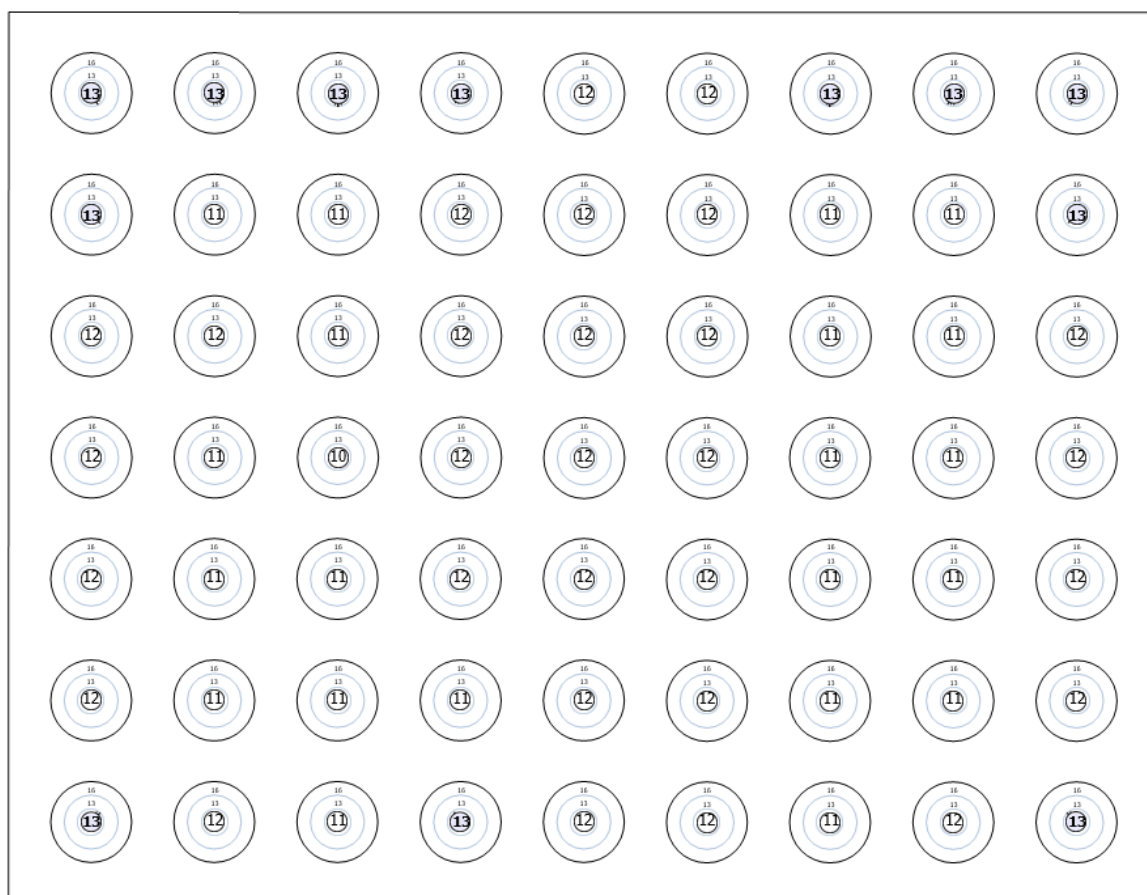 16 16 16 16 16 16 16 16 16
13 13 13 13 13 13 13 13 13
13 13 13 13 12 12 13 13 13
16 16 16 16 16 16 16 16 16
13 13 13 13 13 13 13 13 13
13 11 11 12 12 12 11 11 13
16 16 16 16 16 16 16 16 16
13 13 13 13 13 13 13 13 13
12 12 11 12 12 12 11 11 12
16 16 16 16 16 16 16 16 16
13 13 13 13 13 13 13 13 13
12 11 10 12 12 12 11 11 12
16 16 16 16 16 16 16 16 16
13 13 13 13 13 13 13 13 13
12 11 11 12 12 12 11 11 12
16 16 16 16 16 16 16 16 16
13 13 13 13 13 13 13 13 13
12 11 11 11 12 12 11 11 12
16 16 16 16 16 16 16 16 16
13 13 13 13 13 13 13 13 13
13 12 11 13 12 12 11 12 13